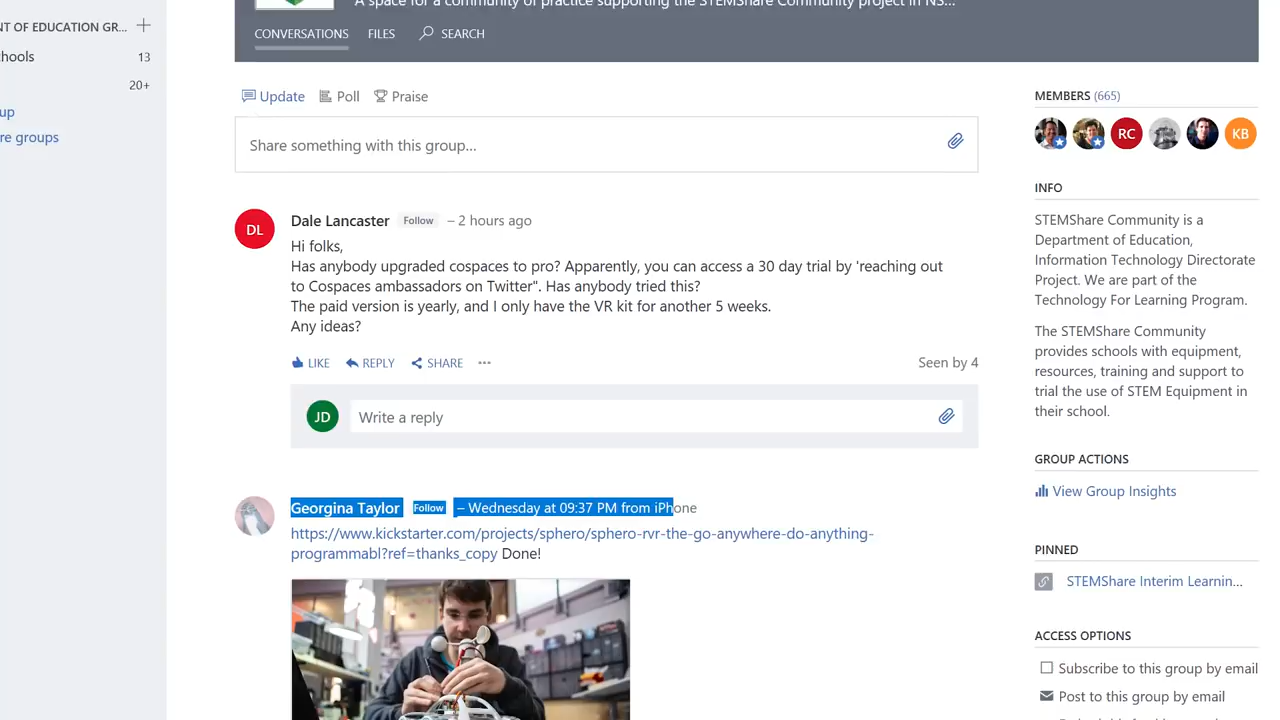 A space for a community of practice supporting the STEMShare Community project in NS...
NT OF EDUCATION GR...
CONVERSATIONS FILES SEARCH
chools 13
20+
up
re groups
Update Poll Praise
Share something with this group...
Dale Lancaster Follow – 2 hours ago
DL
Hi folks,
Has anybody upgraded cospaces to pro? Apparently, you can access a 30 day trial by 'reaching out
to Cospaces ambassadors on Twitter". Has anybody tried this?
The paid version is yearly, and I only have the VR kit for another 5 weeks.
Any ideas?
LIKE REPLY SHARE ··· Seen by 4
JD Write a reply
Georgina Taylor Follow – Wednesday at 09:37 PM from iPhone
https://www.kickstarter.com/projects/sphero/sphero-rvr-the-go-anywhere-do-anything-
programmabl?ref=thanks_copy Done!
MEMBERS (665)
RC KB
INFO
STEMShare Community is a
Department of Education,
Information Technology Directorate
Project. We are part of the
Technology For Learning Program.
The STEMShare Community
provides schools with equipment,
resources, training and support to
trial the use of STEM Equipment in
their school.
GROUP ACTIONS
View Group Insights
PINNED
STEMShare Interim Learnin...
ACCESS OPTIONS
Subscribe to this group by email
Post to this group by email